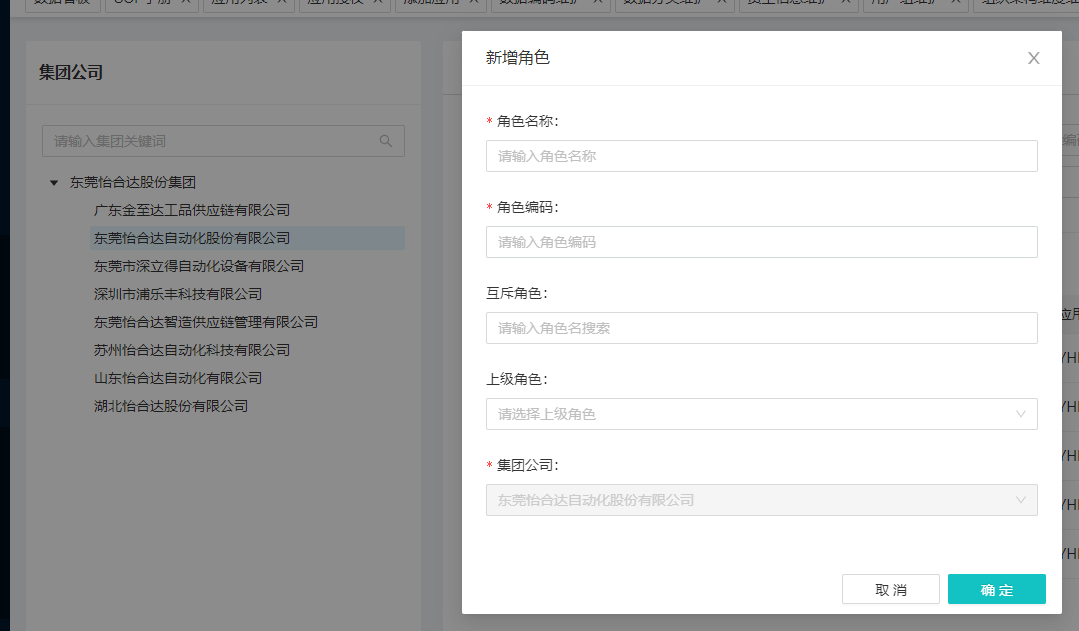 集团公司
请输入集团关键词
东莞怡合达股份集团
广东金至达工品供应链有限公司
东莞怡合达自动化股份有限公司
东莞市深立得自动化设备有限公司
深圳市浦乐丰科技有限公司
东莞怡合达智造供应链管理有限公司
苏州怡合达自动化科技有限公司
山东怡合达自动化有限公司
湖北怡合达股份有限公司
新增角色
* 角色名称:
请输入角色名称
* 角色编码:
请输入角色编码
互斥角色:
请输入角色名搜索
上级角色:
请选择上级角色
* 集团公司:
东莞怡合达自动化股份有限公司
取 消
确 定